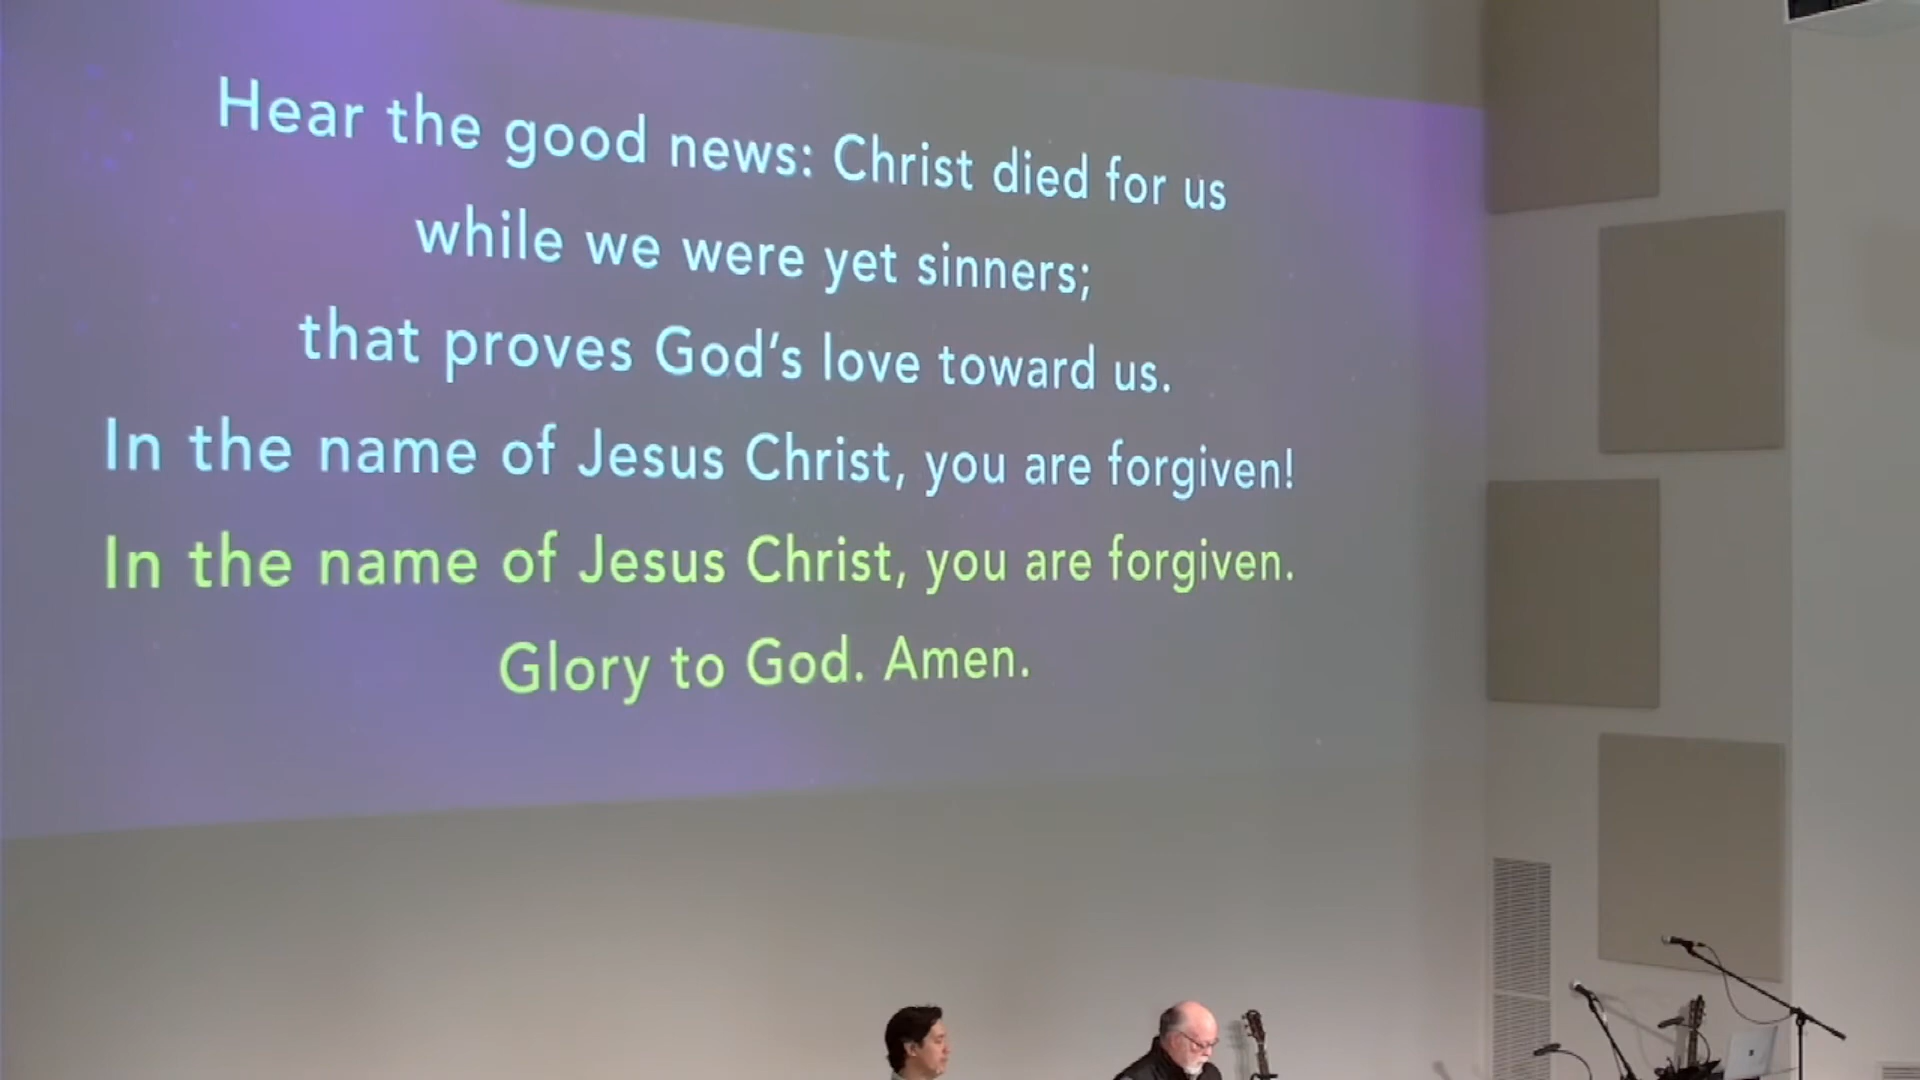 Hear the good news: Christ died for us
while we were yet sinners;
that proves God's love toward us.
In the name of Jesus Christ, you are forgiven!
In the name of Jesus Christ, you are forgiven.
Glory to God. Amen.